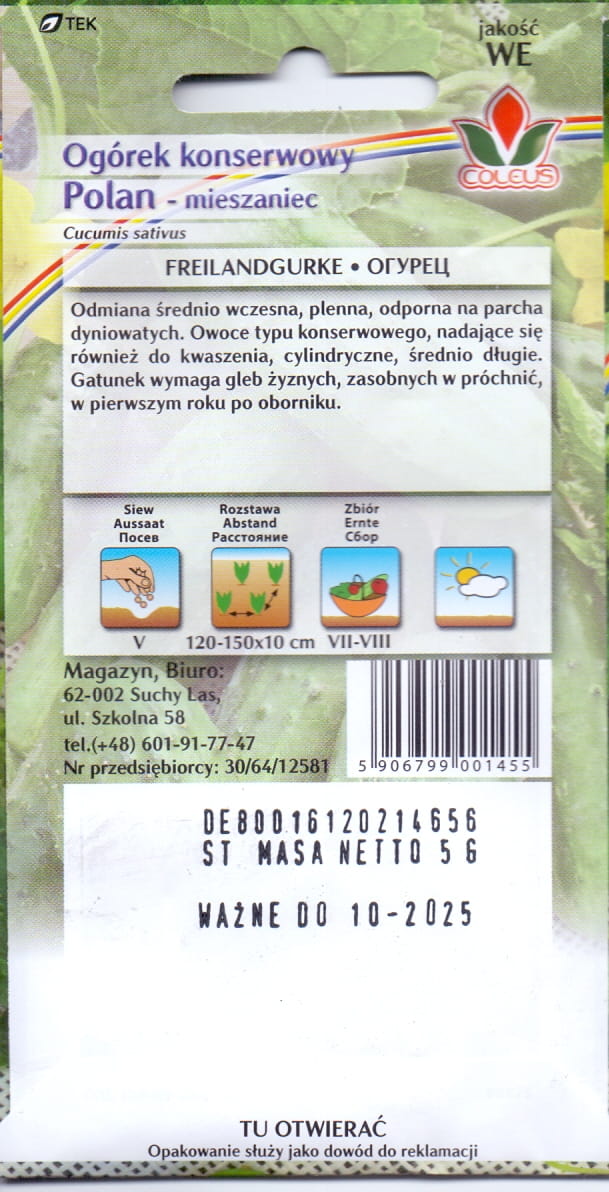 TEK
jakość
WE
COLEUS
Ogórek konserwowy
Polan - mieszaniec
Cucumis sativus
FREILANDGURKE • ОГУРЕЦ
Odmiana średnio wczesna, plenna, odporna na parcha
dyniowatych. Owoce typu konserwowego, nadające się
również do kwaszenia, cylindryczne, średnio długie.
Gatunek wymaga gleb żyznych, zasobnych w próchnić,
w pierwszym roku po oborniku.
Siew
Aussaat
Посев
Rozstawa
Abstand
Расстояние
Zbiór
Ernte
Сбор
V 120-150x10 cm VII-VIII
Magazyn, Biuro:
62-002 Suchy Las,
ul. Szkolna 58
tel.(+48) 601-91-77-47
Nr przedsiębiorcy: 30/64/12581
5 906799 001455
DE80016120214656
ST MASA NETTO 5 G
WAŻNE DO 10-2025
TU OTWIERAĆ
Opakowanie służy jako dowód do reklamacji